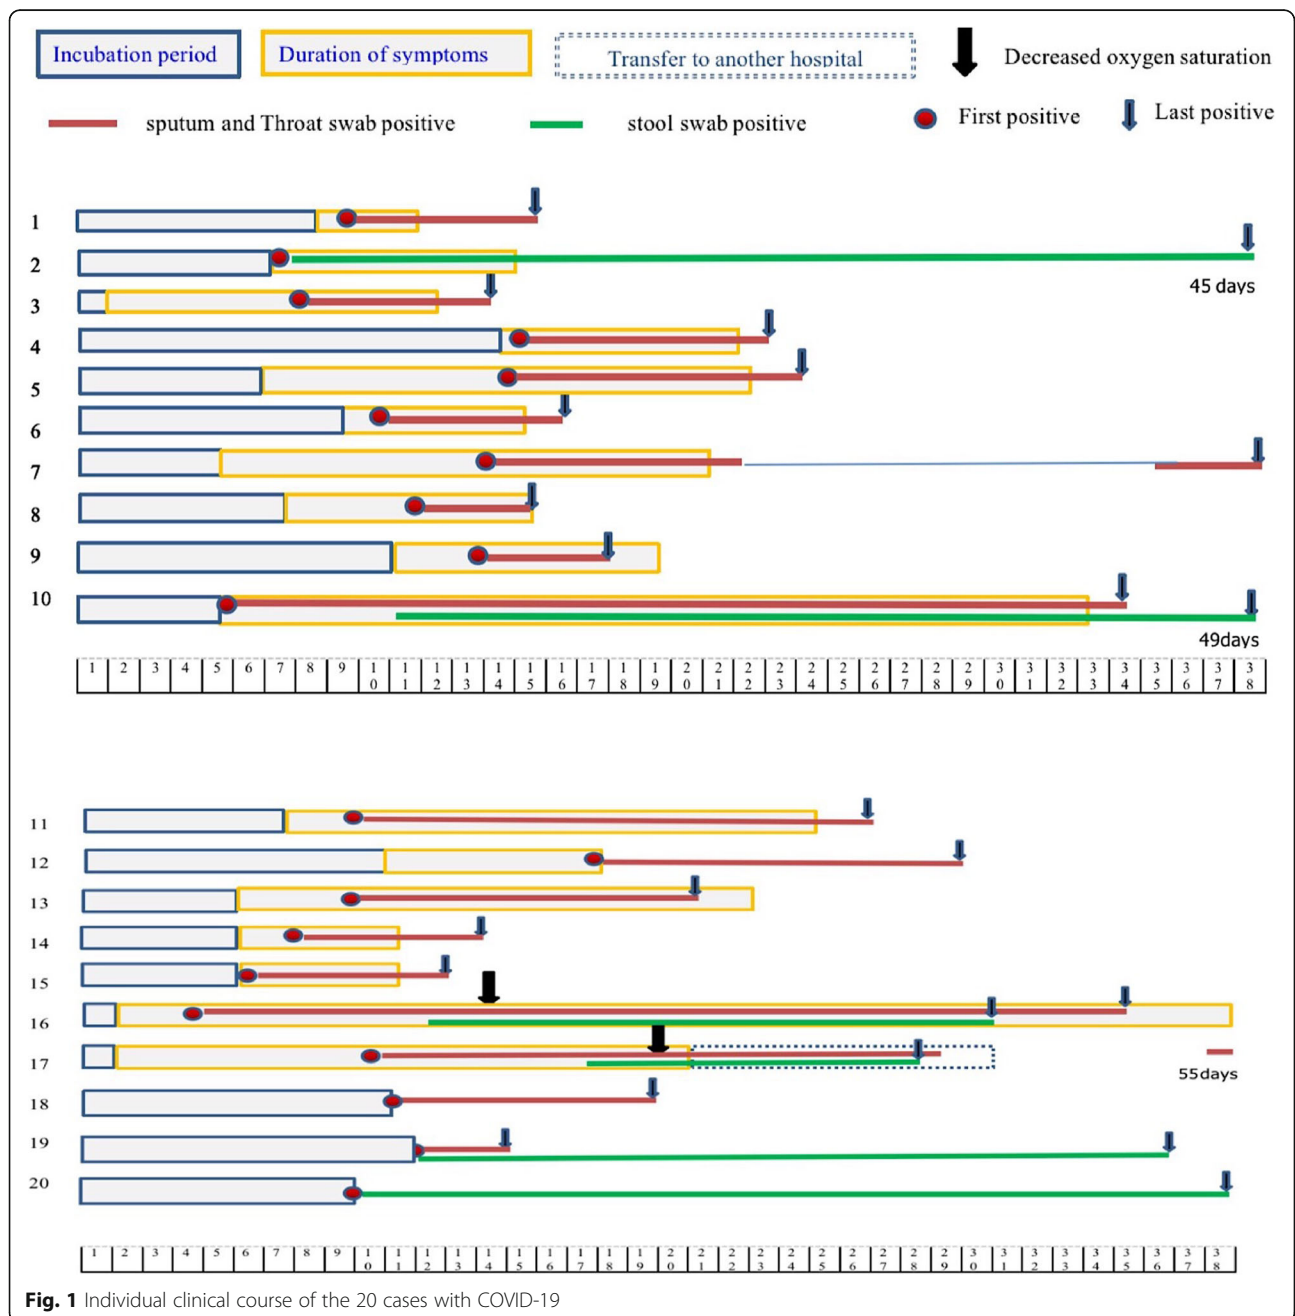 Incubation period Duration of symptoms Transfer to another hospital Decreased oxygen saturation
sputum and Throat swab positive stool swab positive First positive Last positive
1
2
45 days
3
4
5
6
7
8
9
10
49days
1 2 3 4 5 6 7 8 9 10 11 12 13 14 15 16 17 18 19 20 21 22 23 24 25 26 27 28 29 30 31 32 33 34 35 36 37 38
11
12
13
14
15
16
17
55days
18
19
20
1 2 3 4 5 6 7 8 9 10 11 12 13 14 15 16 17 18 19 20 21 22 23 24 25 26 27 28 29 30 31 32 33 34 35 36 37 38
Fig. 1 Individual clinical course of the 20 cases with COVID-19